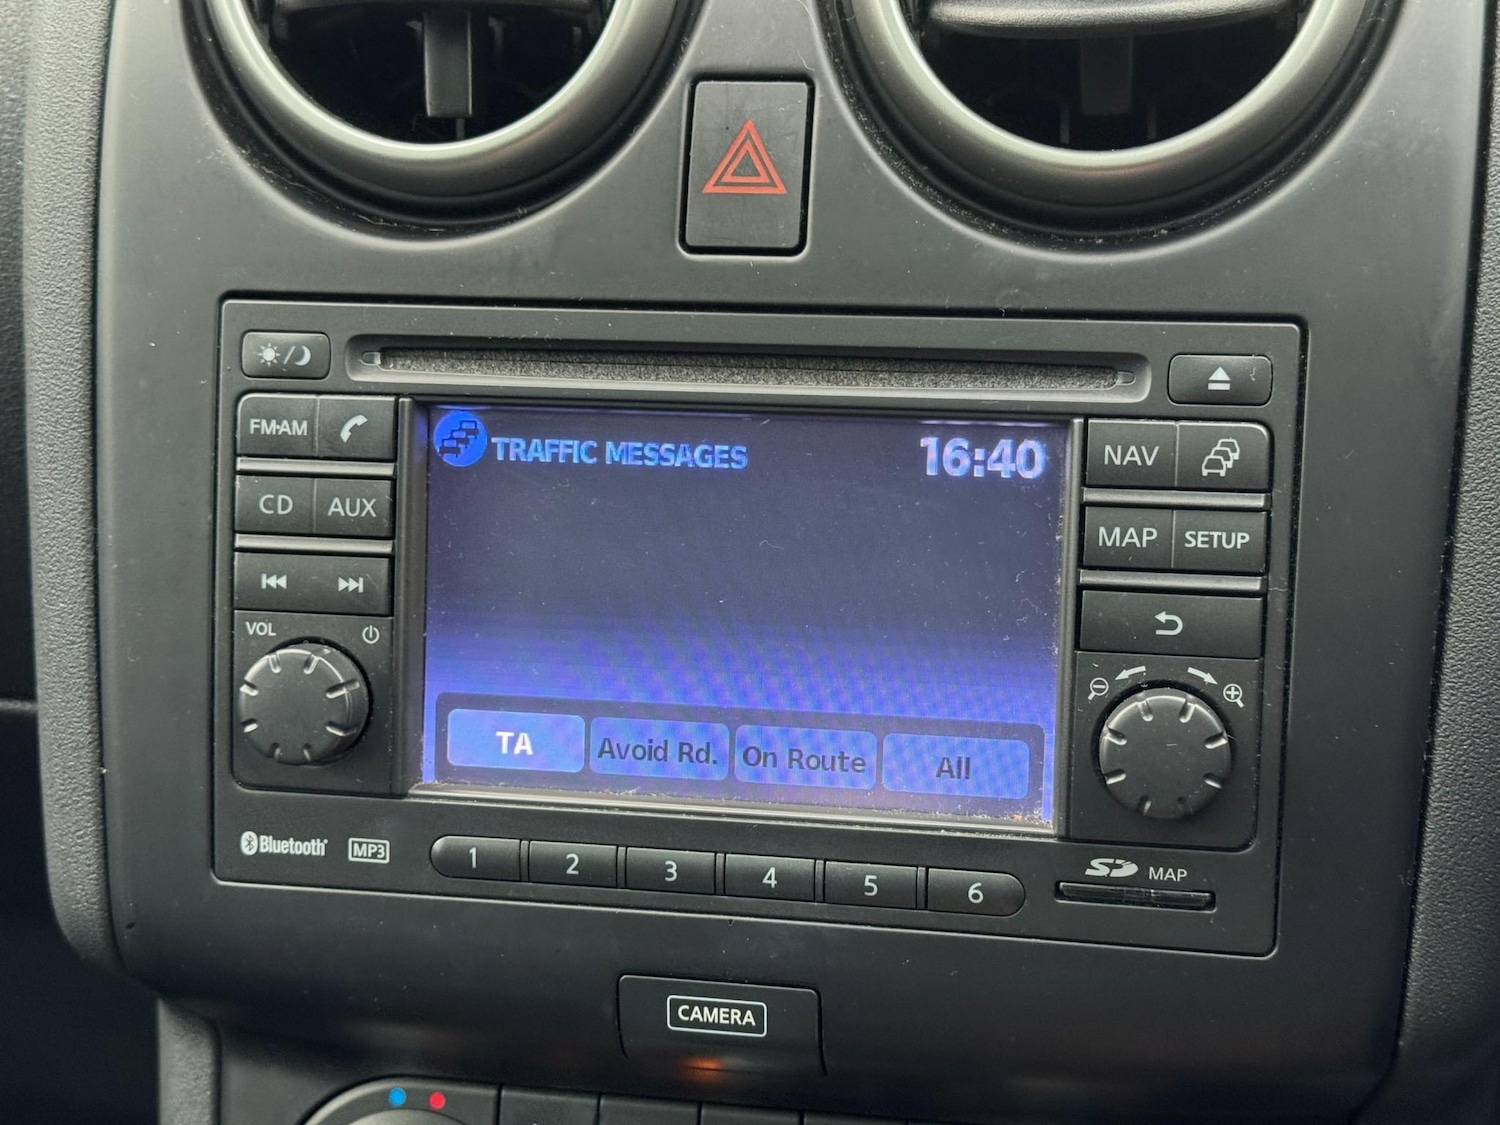 FM·AM
CD AUX
VOL
TRAFFIC MESSAGES 16:40
TA Avoid Rd. On Route All
NAV
MAP SETUP
Bluetooth® MP3
1 2 3 4 5 6
SD MAP
CAMERA